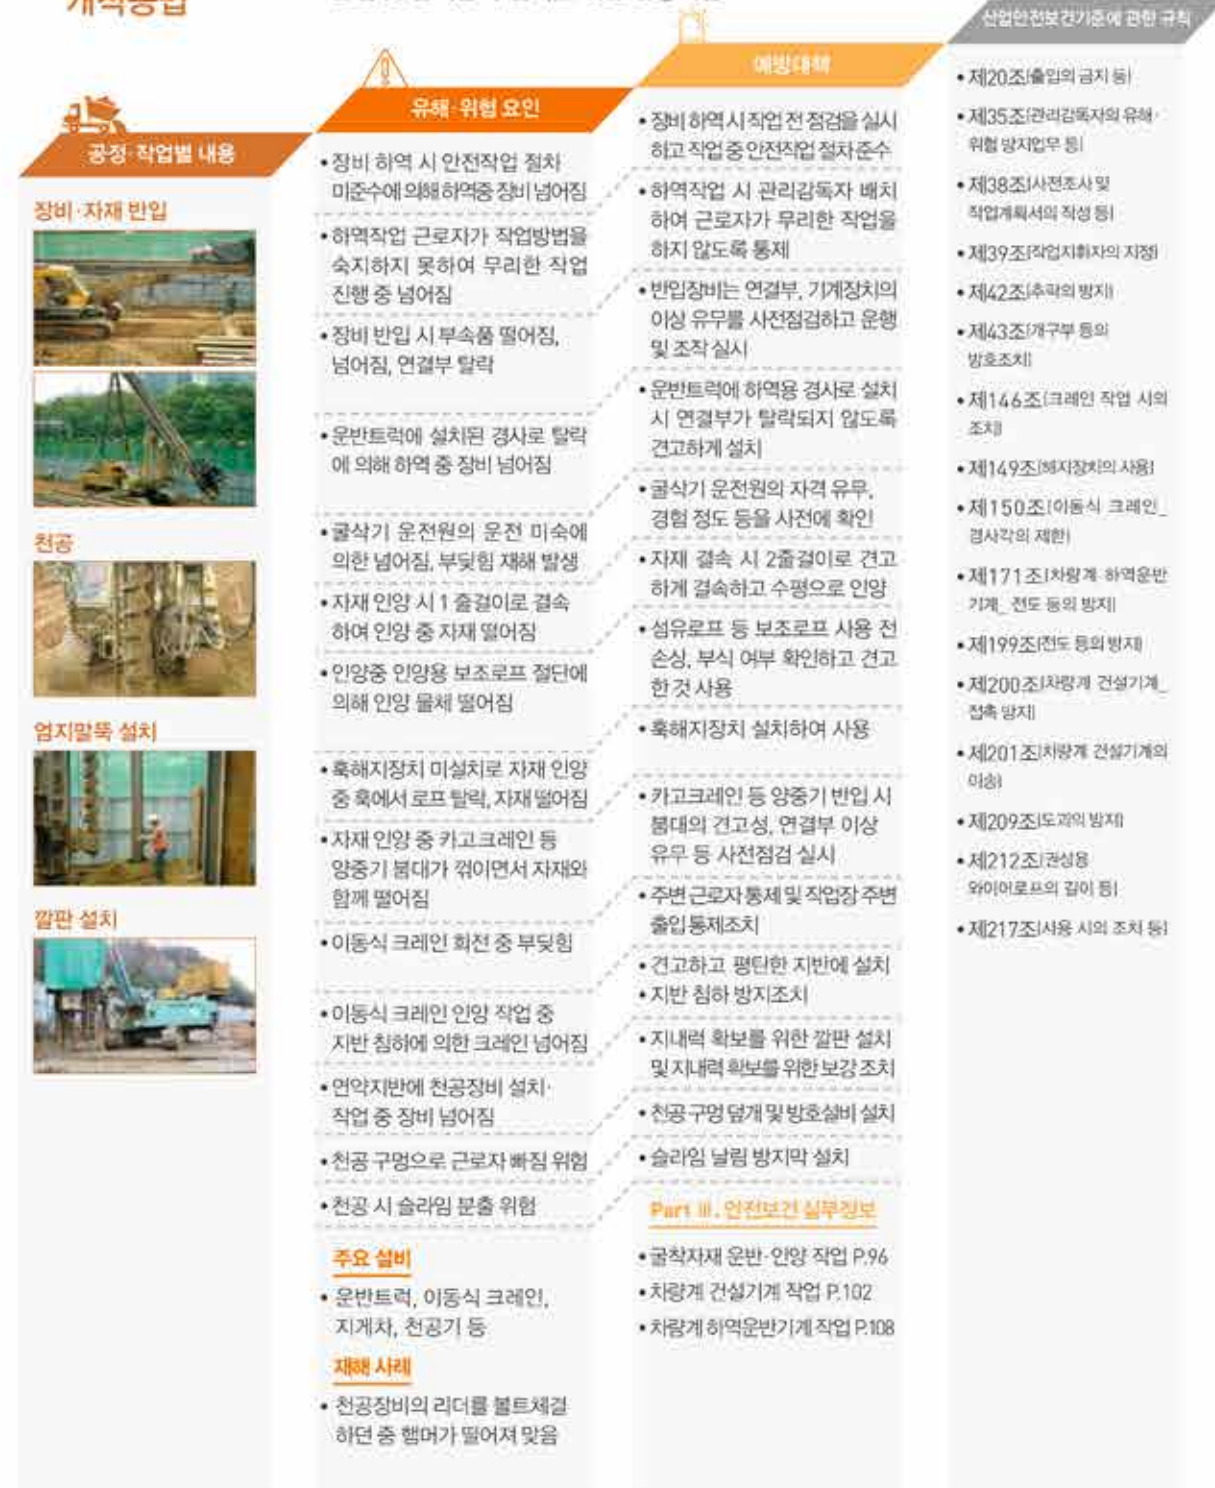 개착공법
산업안전보건기준에 관한 규칙
예방대책
유해·위험 요인
공정·작업별 내용
장비·자재 반입
천공
엄지말뚝 설치
깔판 설치
• 장비 하역 시 안전작업 절차
미준수에 의해 하역중 장비 넘어짐
• 하역작업 근로자가 작업방법을
숙지하지 못하여 무리한 작업
진행 중 넘어짐
• 장비 반입 시 부속품 떨어짐,
넘어짐, 연결부 탈락
• 운반트럭에 설치된 경사로 탈락
에 의해 하역 중 장비 넘어짐
• 굴삭기 운전원의 운전 미숙에
의한 넘어짐, 부딪힘 재해 발생
• 자재 인양 시 1 줄걸이로 결속
하여 인양 중 자재 떨어짐
• 인양중 인양용 보조로프 절단에
의해 인양 물체 떨어짐
• 훅해지장치 미설치로 자재 인양
중 훅에서 로프 탈락, 자재 떨어짐
• 자재 인양 중 카고크레인 등
양중기 붐대가 꺾이면서 자재와
함께 떨어짐
• 이동식 크레인 회전 중 부딪힘
• 이동식 크레인 인양 작업 중
지반 침하에 의한 크레인 넘어짐
• 연약지반에 천공장비 설치·
작업 중 장비 넘어짐
• 천공 구멍으로 근로자 빠짐 위험
• 천공 시 슬라임 분출 위험
주요 설비
• 운반트럭, 이동식 크레인,
지게차, 천공기 등
재해 사례
• 천공장비의 리더를 볼트체결
하던 중 햄머가 떨어져 맞음
• 장비 하역 시 작업 전 점검을 실시
하고 작업 중 안전작업 절차 준수
• 하역작업 시 관리감독자 배치
하여 근로자가 무리한 작업을
하지 않도록 통제
• 반입장비는 연결부, 기계장치의
이상 유무를 사전점검하고 운행
및 조작 실시
• 운반트럭에 하역용 경사로 설치
시 연결부가 탈락되지 않도록
견고하게 설치
• 굴삭기 운전원의 자격 유무,
경험 정도 등을 사전에 확인
• 자재 결속 시 2줄걸이로 견고
하게 결속하고 수평으로 인양
• 섬유로프 등 보조로프 사용 전
손상, 부식 여부 확인하고 견고
한 것 사용
• 훅해지장치 설치하여 사용
• 카고크레인 등 양중기 반입 시
붐대의 견고성, 연결부 이상
유무 등 사전점검 실시
• 주변 근로자 통제 및 작업장 주변
출입통제조치
• 견고하고 평탄한 지반에 설치
• 지반 침하 방지조치
• 지내력 확보를 위한 깔판 설치
및 지내력 확보를 위한 보강 조치
• 천공 구멍 덮개 및 방호설비 설치
• 슬라임 날림 방지막 설치
Part Ⅲ. 안전보건 실무정보
• 굴착자재 운반·인양 작업 P.96
• 차량계 건설기계 작업 P.102
• 차량계 하역운반기계 작업 P.108
• 제20조[출입의 금지 등]
• 제35조[관리감독자의 유해·
위험 방지업무 등]
• 제38조[사전조사 및
작업계획서의 작성 등]
• 제39조[작업지휘자의 지정]
• 제42조[추락의 방지]
• 제43조[개구부 등의
방호조치]
• 제146조[크레인 작업 시의
조치]
• 제149조[해지장치의 사용]
• 제150조[이동식 크레인_
경사각의 제한]
• 제171조[차량계 하역운반
기계_ 전도 등의 방지]
• 제199조[전도 등의 방지]
• 제200조[차량계 건설기계_
접촉 방지]
• 제201조[차량계 건설기계의
이송]
• 제209조[도괴의 방지]
• 제212조[권상용
와이어로프의 길이 등]
• 제217조[사용 시의 조치 등]